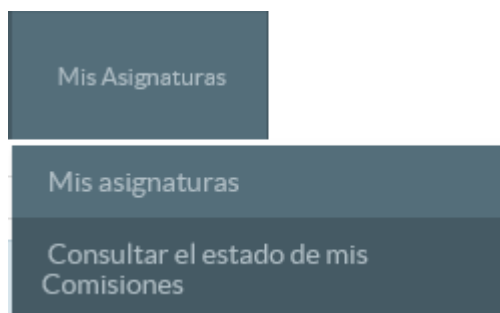 Mis Asignaturas
Mis asignaturas
Consultar el estado de mis
Comisiones